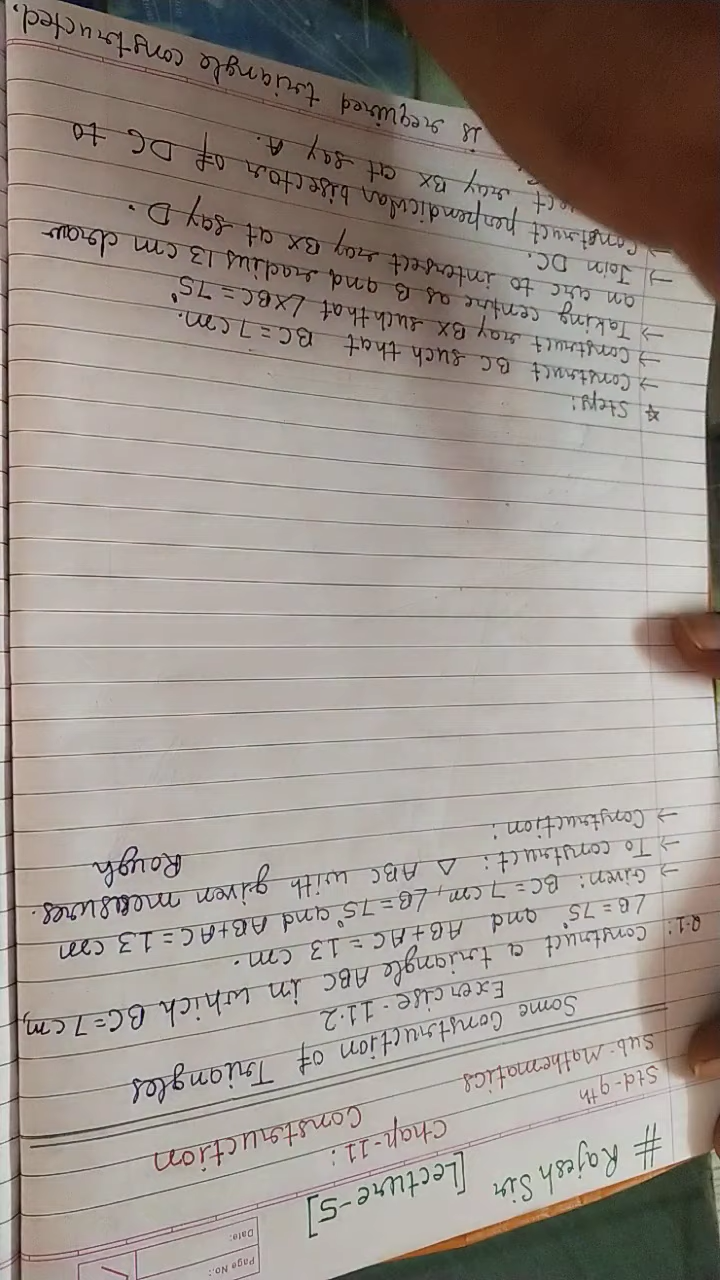 Page No.:
Date:
# Rajesh Sir [Lecture-5]
Chap-11: Construction
Std-9th
Sub-Mathematics
Some Construction of Triangles
Exercise-11.2
Q.1: Construct a triangle ABC in which BC=7cm,
∠B=75° and AB+AC=13 cm.
→ Given: BC=7cm, ∠B=75° and AB+AC=13 cm
→ To construct: △ ABC with given measures.
→ Construction: Rough
* Steps:
→ Construct BC such that BC=7cm.
→ Construct ray BX such that ∠XBC=75°
→ Taking centre as B and radius 13 cm draw
an arc to intersect ray BX at say D.
→ Join DC.
→ Construct perpendicular bisector of DC to
ray BX at say A.
is required triangle constructed.